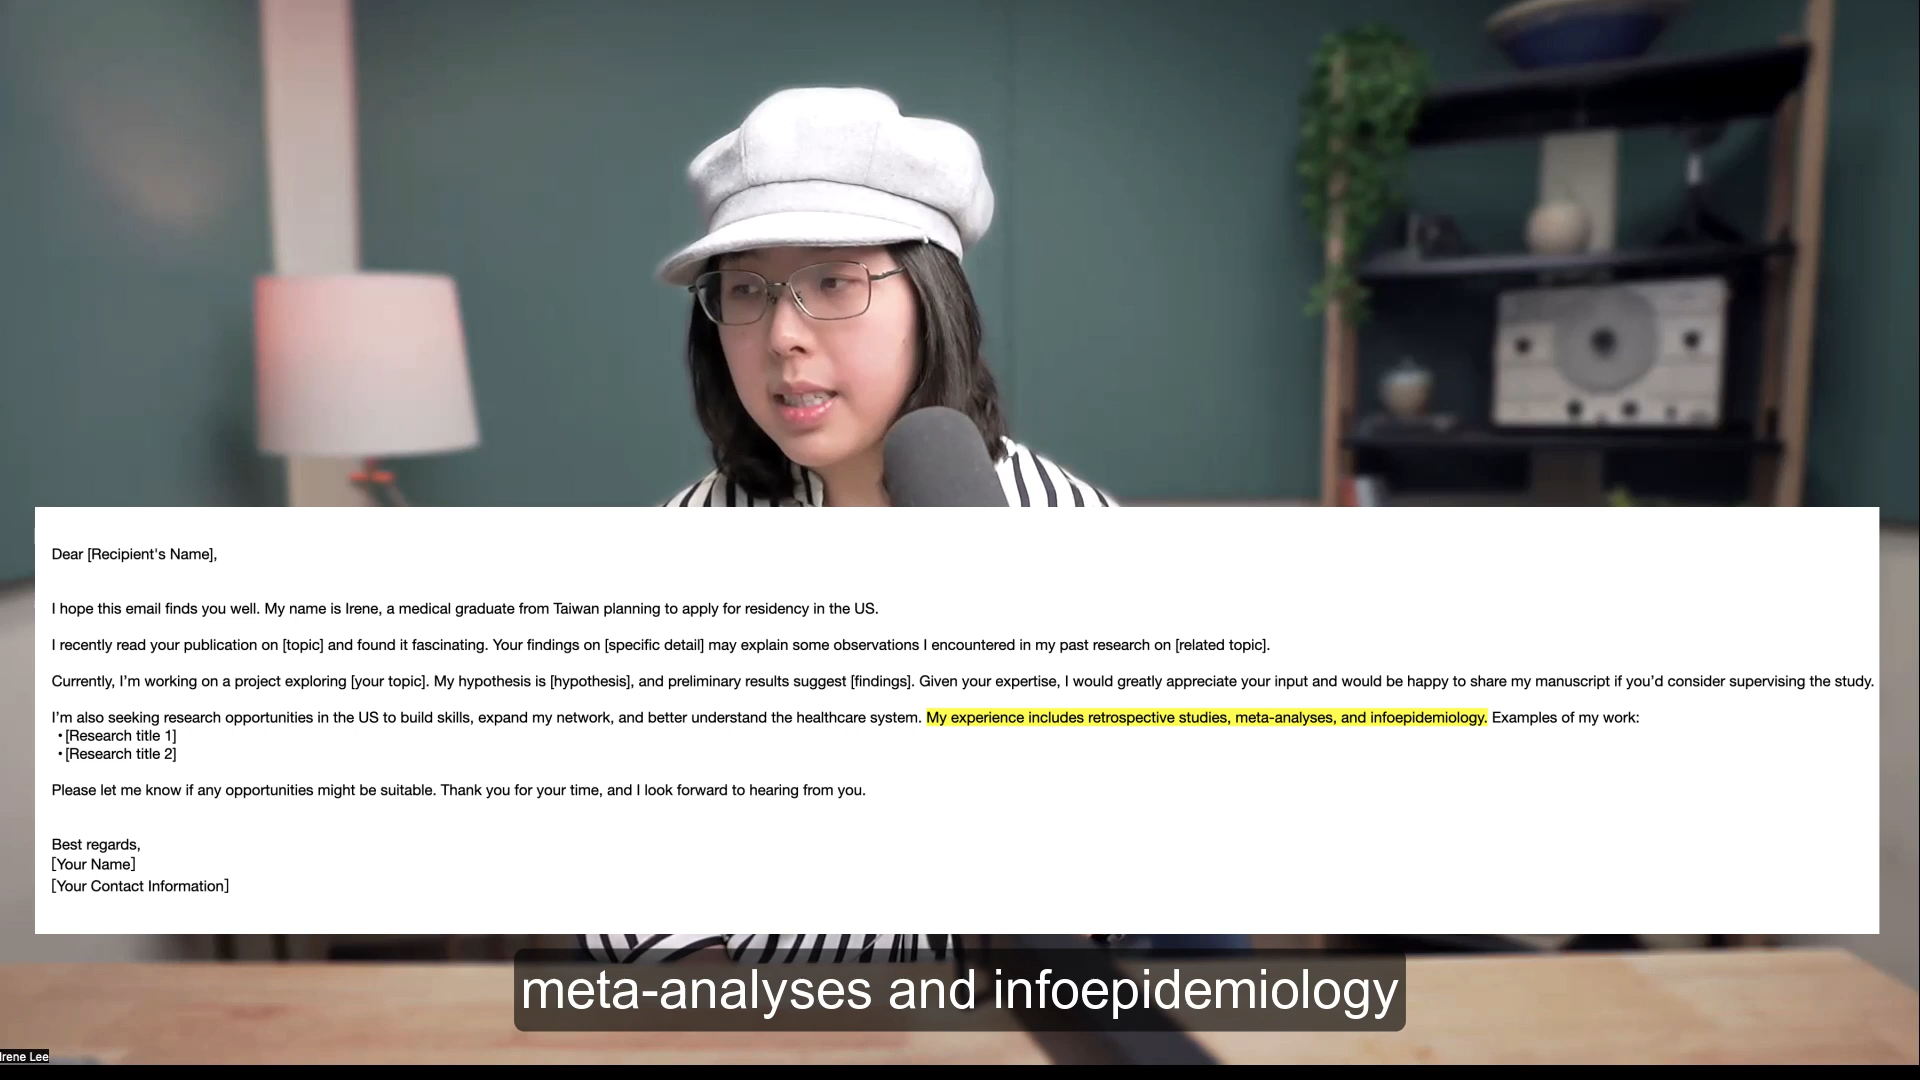 Dear [Recipient's Name],
I hope this email finds you well. My name is Irene, a medical graduate from Taiwan planning to apply for residency in the US.
I recently read your publication on [topic] and found it fascinating. Your findings on [specific detail] may explain some observations I encountered in my past research on [related topic].
Currently, I’m working on a project exploring [your topic]. My hypothesis is [hypothesis], and preliminary results suggest [findings]. Given your expertise, I would greatly appreciate your input and would be happy to share my manuscript if you’d consider supervising the study.
I’m also seeking research opportunities in the US to build skills, expand my network, and better understand the healthcare system. My experience includes retrospective studies, meta-analyses, and infoepidemiology. Examples of my work:
• [Research title 1]
• [Research title 2]
Please let me know if any opportunities might be suitable. Thank you for your time, and I look forward to hearing from you.
Best regards,
[Your Name]
[Your Contact Information]
meta-analyses and infoepidemiology
Irene Lee